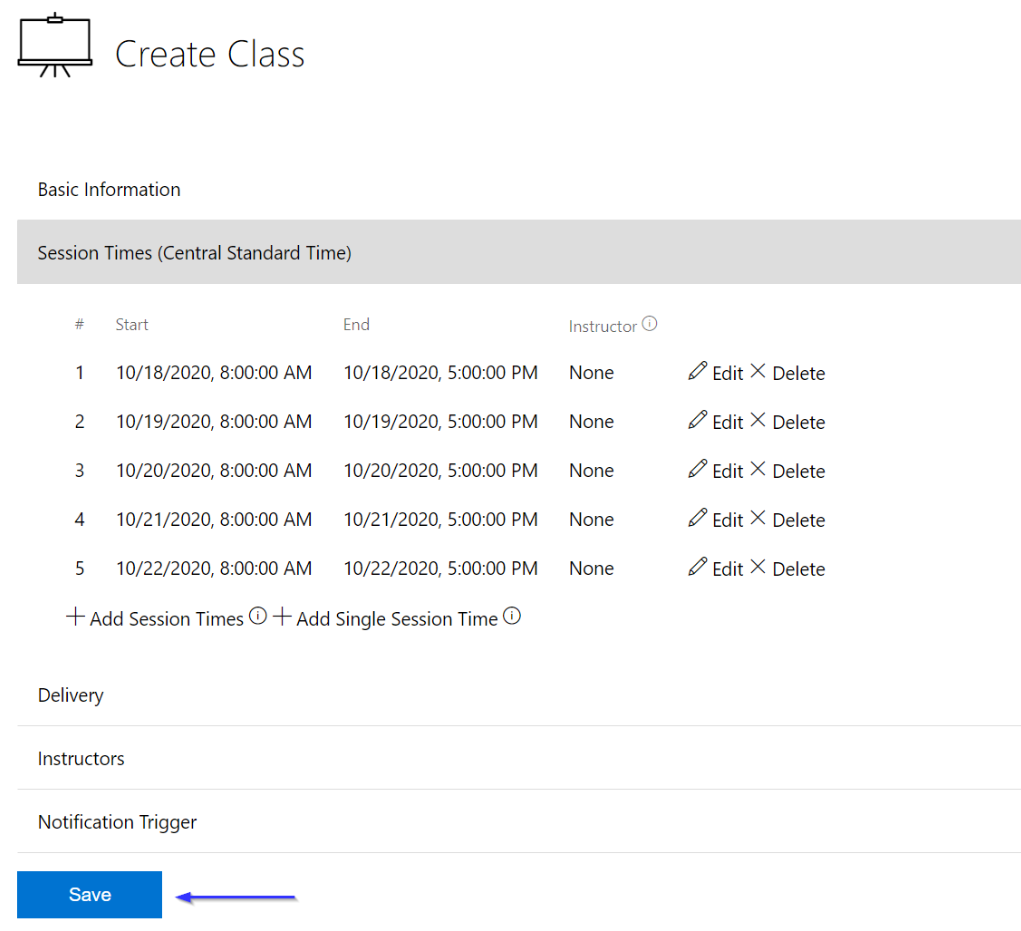 Create Class
Basic Information
Session Times (Central Standard Time)
# Start End Instructor
1 10/18/2020, 8:00:00 AM 10/18/2020, 5:00:00 PM None Edit Delete
2 10/19/2020, 8:00:00 AM 10/19/2020, 5:00:00 PM None Edit Delete
3 10/20/2020, 8:00:00 AM 10/20/2020, 5:00:00 PM None Edit Delete
4 10/21/2020, 8:00:00 AM 10/21/2020, 5:00:00 PM None Edit Delete
5 10/22/2020, 8:00:00 AM 10/22/2020, 5:00:00 PM None Edit Delete
Add Session Times Add Single Session Time
Delivery
Instructors
Notification Trigger
Save